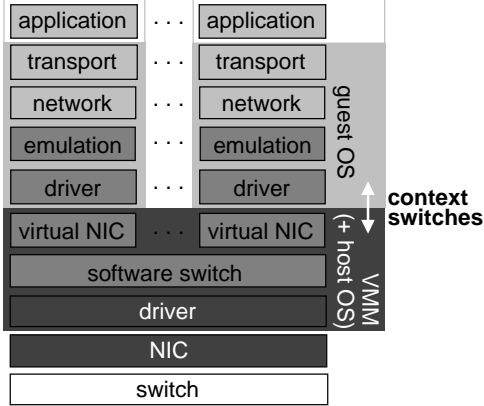 application . . . application
transport . . . transport
network . . . network
emulation . . . emulation
driver . . . driver
guest OS
context
switches
virtual NIC . . . virtual NIC
software switch
driver
VMM
(+ host OS)
NIC
switch